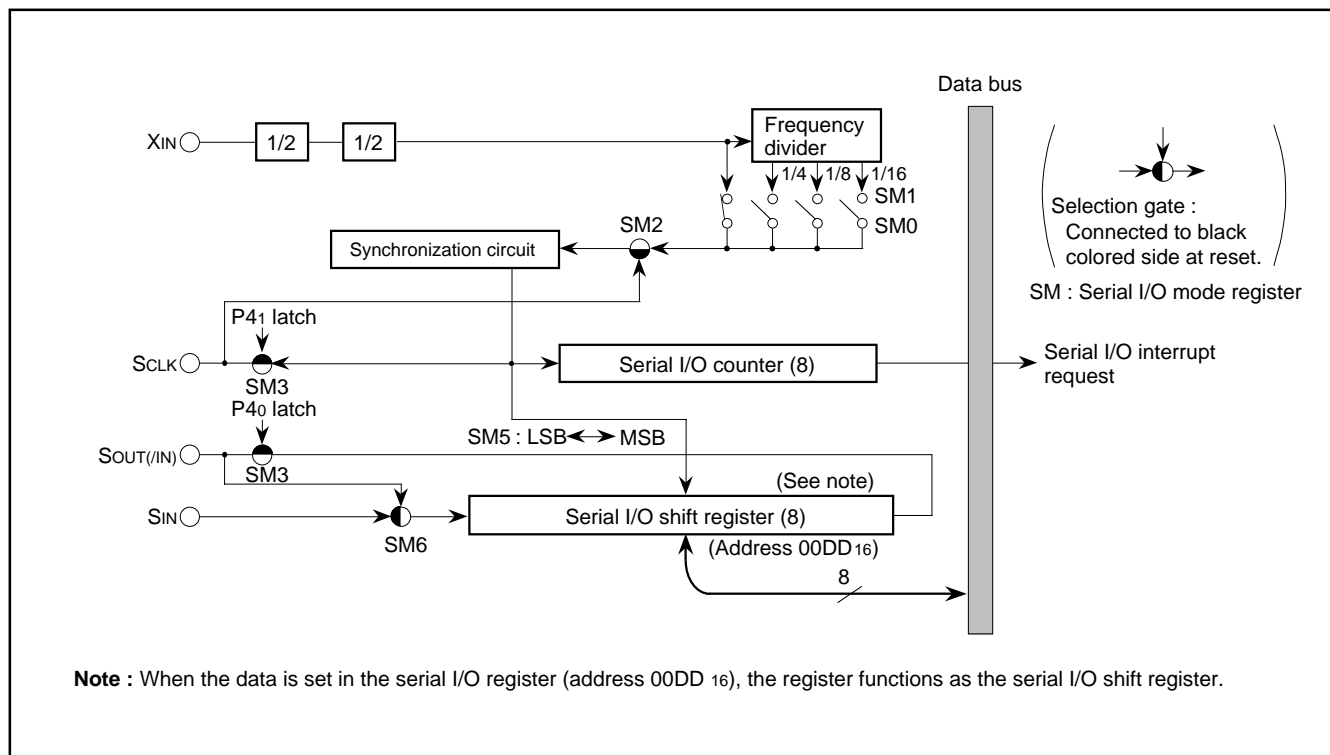 Data bus
XIN
1/2
1/2
Frequency
divider
1/4
1/8
1/16
SM1
SM0
SM2
Synchronization circuit
Selection gate :
Connected to black
colored side at reset.
SM : Serial I/O mode register
P41 latch
SCLK
SM3
Serial I/O counter (8)
Serial I/O interrupt
request
P40 latch
SM5 : LSB MSB
SOUT(/IN)
SM3
(See note)
SIN
Serial I/O shift register (8)
SM6
(Address 00DD16)
8
Note : When the data is set in the serial I/O register (address 00DD 16), the register functions as the serial I/O shift register.